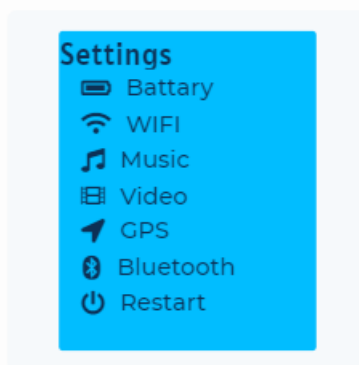 Settings
Battary
WIFI
Music
Video
GPS
Bluetooth
Restart